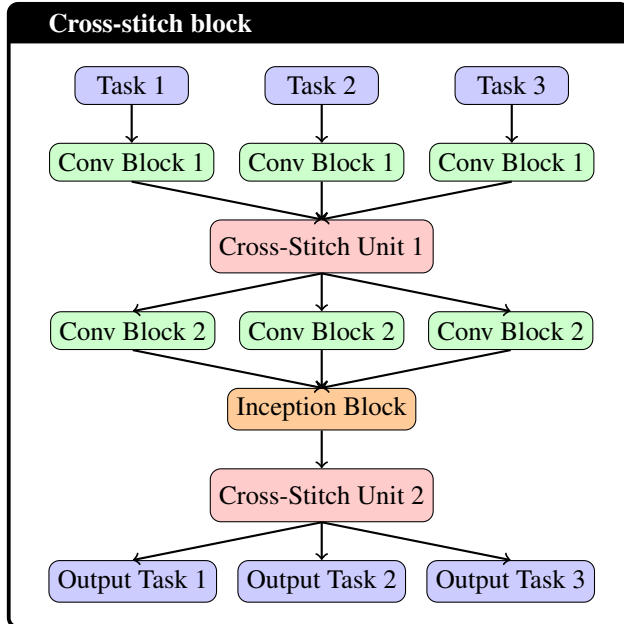 Cross-stitch block
Task 1 Task 2 Task 3
Conv Block 1 Conv Block 1 Conv Block 1
Cross-Stitch Unit 1
Conv Block 2 Conv Block 2 Conv Block 2
Inception Block
Cross-Stitch Unit 2
Output Task 1 Output Task 2 Output Task 3